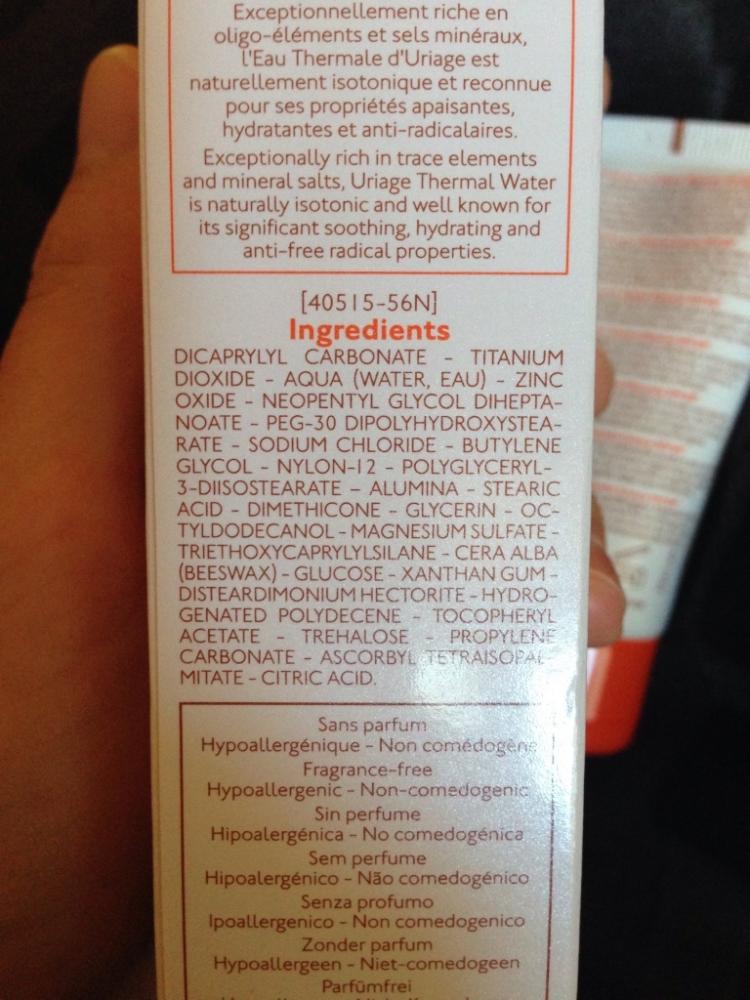 Exceptionnellement riche en
oligo-éléments et sels minéraux,
l'Eau Thermale d'Uriage est
naturellement isotonique et reconnue
pour ses propriétés apaisantes,
hydratantes et anti-radicalaires.
Exceptionally rich in trace elements
and mineral salts, Uriage Thermal Water
is naturally isotonic and well known for
its significant soothing, hydrating and
anti-free radical properties.
[40515-56N]
Ingredients
DICAPRYLYL CARBONATE - TITANIUM
DIOXIDE - AQUA (WATER, EAU) - ZINC
OXIDE - NEOPENTYL GLYCOL DIHEPTA-
NOATE - PEG-30 DIPOLYHYDROXYSTEA-
RATE - SODIUM CHLORIDE - BUTYLENE
GLYCOL - NYLON-12 - POLYGLYCERYL-
3-DIISOSTEARATE - ALUMINA - STEARIC
ACID - DIMETHICONE - GLYCERIN - OC-
TYLDODECANOL - MAGNESIUM SULFATE -
TRIETHOXYCAPRYLYLSILANE - CERA ALBA
(BEESWAX) - GLUCOSE - XANTHAN GUM -
DISTEARDIMONIUM HECTORITE - HYDRO-
GENATED POLYDECENE - TOCOPHERYL
ACETATE - TREHALOSE - PROPYLENE
CARBONATE - ASCORBYL TETRAISOPAL-
MITATE - CITRIC ACID.
Sans parfum
Hypoallergénique - Non comédogène
Fragrance-free
Hypoallergenic - Non-comedogenic
Sin perfume
Hipoalergénica - No comedogénica
Sem perfume
Hipoalergénico - Não comedogénico
Senza profumo
Ipoallergenico - Non comedogenico
Zonder parfum
Hypoallergeen - Niet-comedogeen
Parfümfrei